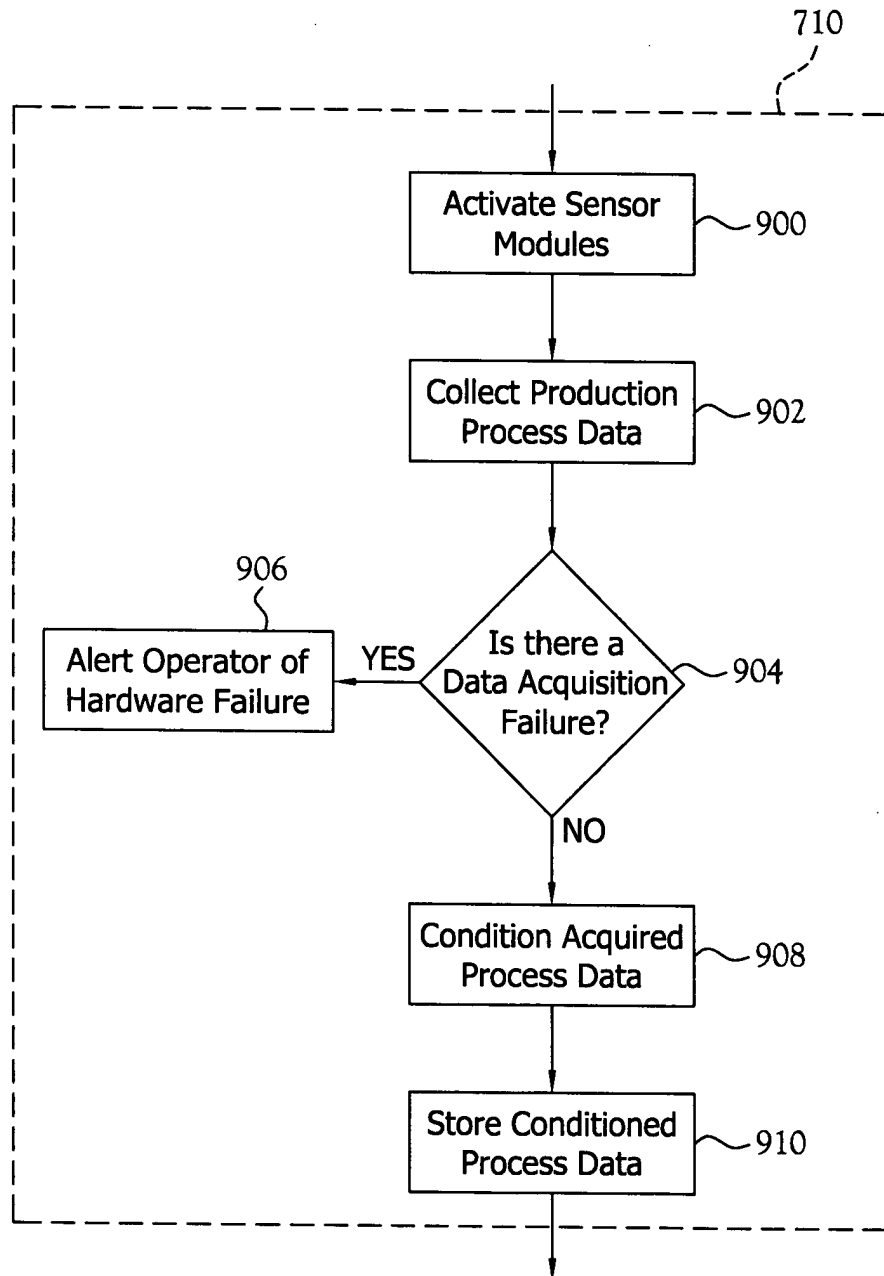 710
Activate Sensor
Modules
900
Collect Production
Process Data
902
906
Alert Operator of
Hardware Failure
YES
Is there a
Data Acquisition
Failure?
904
NO
Condition Acquired
Process Data
908
Store Conditioned
Process Data
910